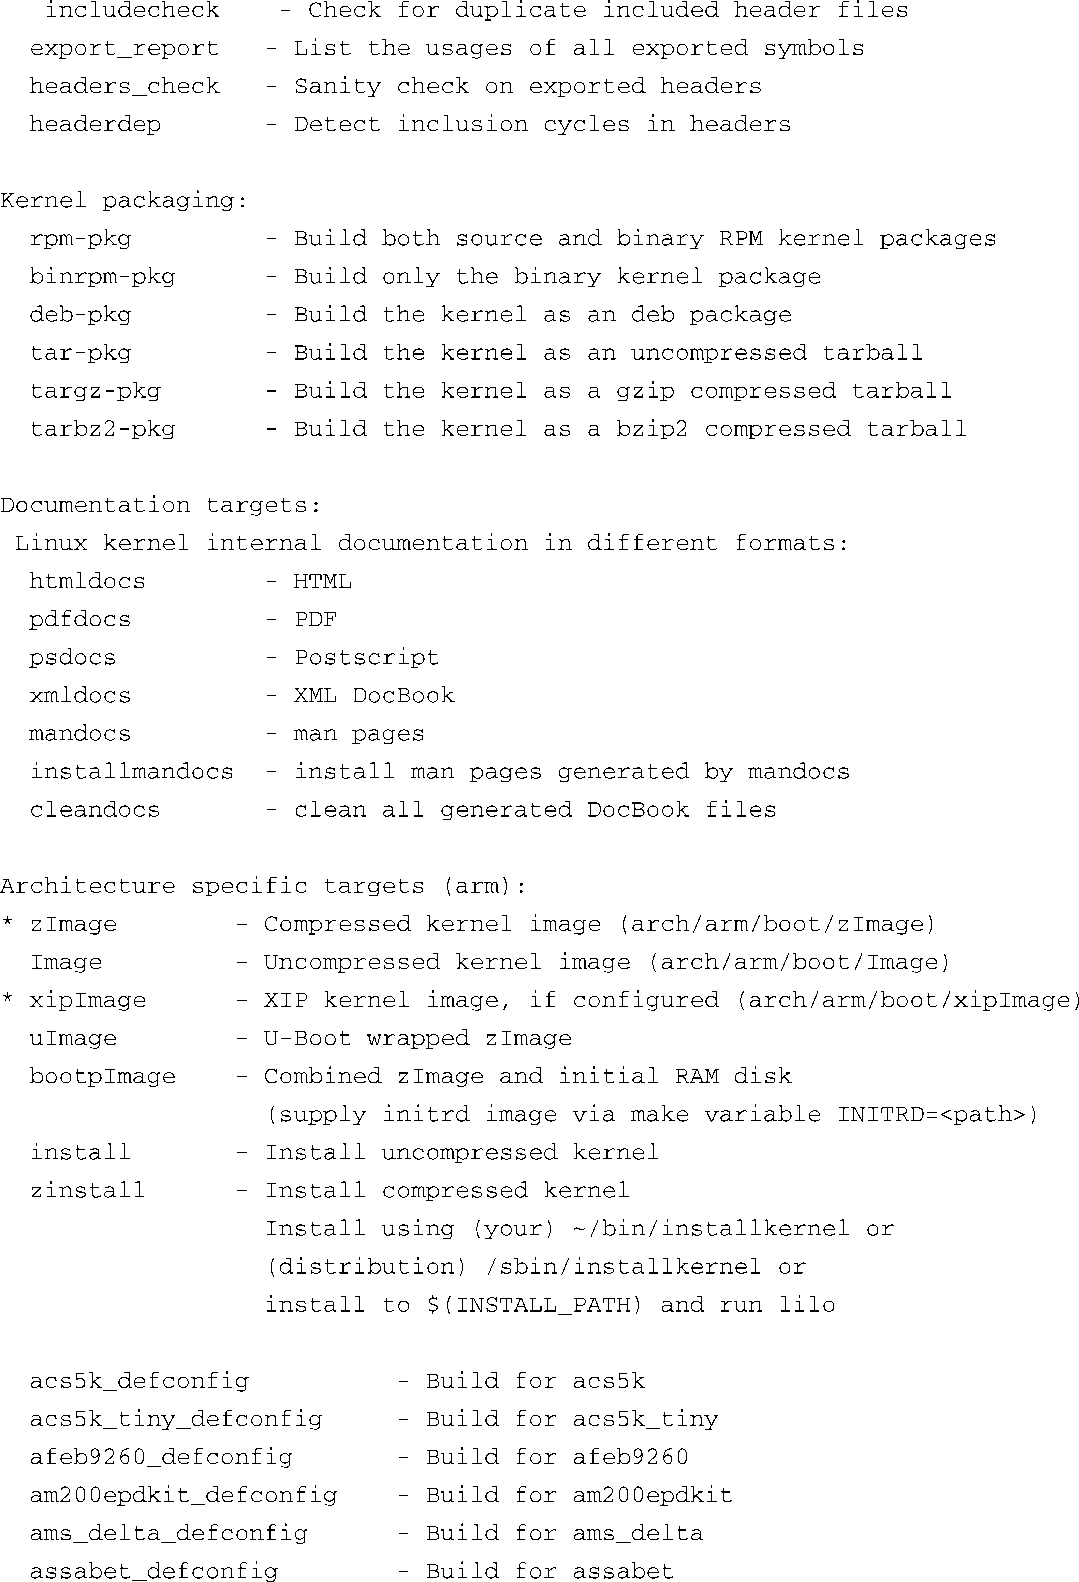 includecheck - Check for duplicate included header files
export_report - List the usages of all exported symbols
headers_check - Sanity check on exported headers
headerdep - Detect inclusion cycles in headers
Kernel packaging:
rpm-pkg - Build both source and binary RPM kernel packages
binrpm-pkg - Build only the binary kernel package
deb-pkg - Build the kernel as an deb package
tar-pkg - Build the kernel as an uncompressed tarball
targz-pkg - Build the kernel as a gzip compressed tarball
tarbz2-pkg - Build the kernel as a bzip2 compressed tarball
Documentation targets:
Linux kernel internal documentation in different formats:
htmldocs - HTML
pdfdocs - PDF
psdocs - Postscript
xmldocs - XML DocBook
mandocs - man pages
installmandocs - install man pages generated by mandocs
cleandocs - clean all generated DocBook files
Architecture specific targets (arm):
* zImage - Compressed kernel image (arch/arm/boot/zImage)
Image - Uncompressed kernel image (arch/arm/boot/Image)
* xipImage - XIP kernel image, if configured (arch/arm/boot/xipImage)
uImage - U-Boot wrapped zImage
bootpImage - Combined zImage and initial RAM disk
(supply initrd image via make variable INITRD=<path>)
install - Install uncompressed kernel
zinstall - Install compressed kernel
Install using (your) ~/bin/installkernel or
(distribution) /sbin/installkernel or
install to $(INSTALL_PATH) and run lilo
acs5k_defconfig - Build for acs5k
acs5k_tiny_defconfig - Build for acs5k_tiny
afeb9260_defconfig - Build for afeb9260
am200epdkit_defconfig - Build for am200epdkit
ams_delta_defconfig - Build for ams_delta
assabet_defconfig - Build for assabet